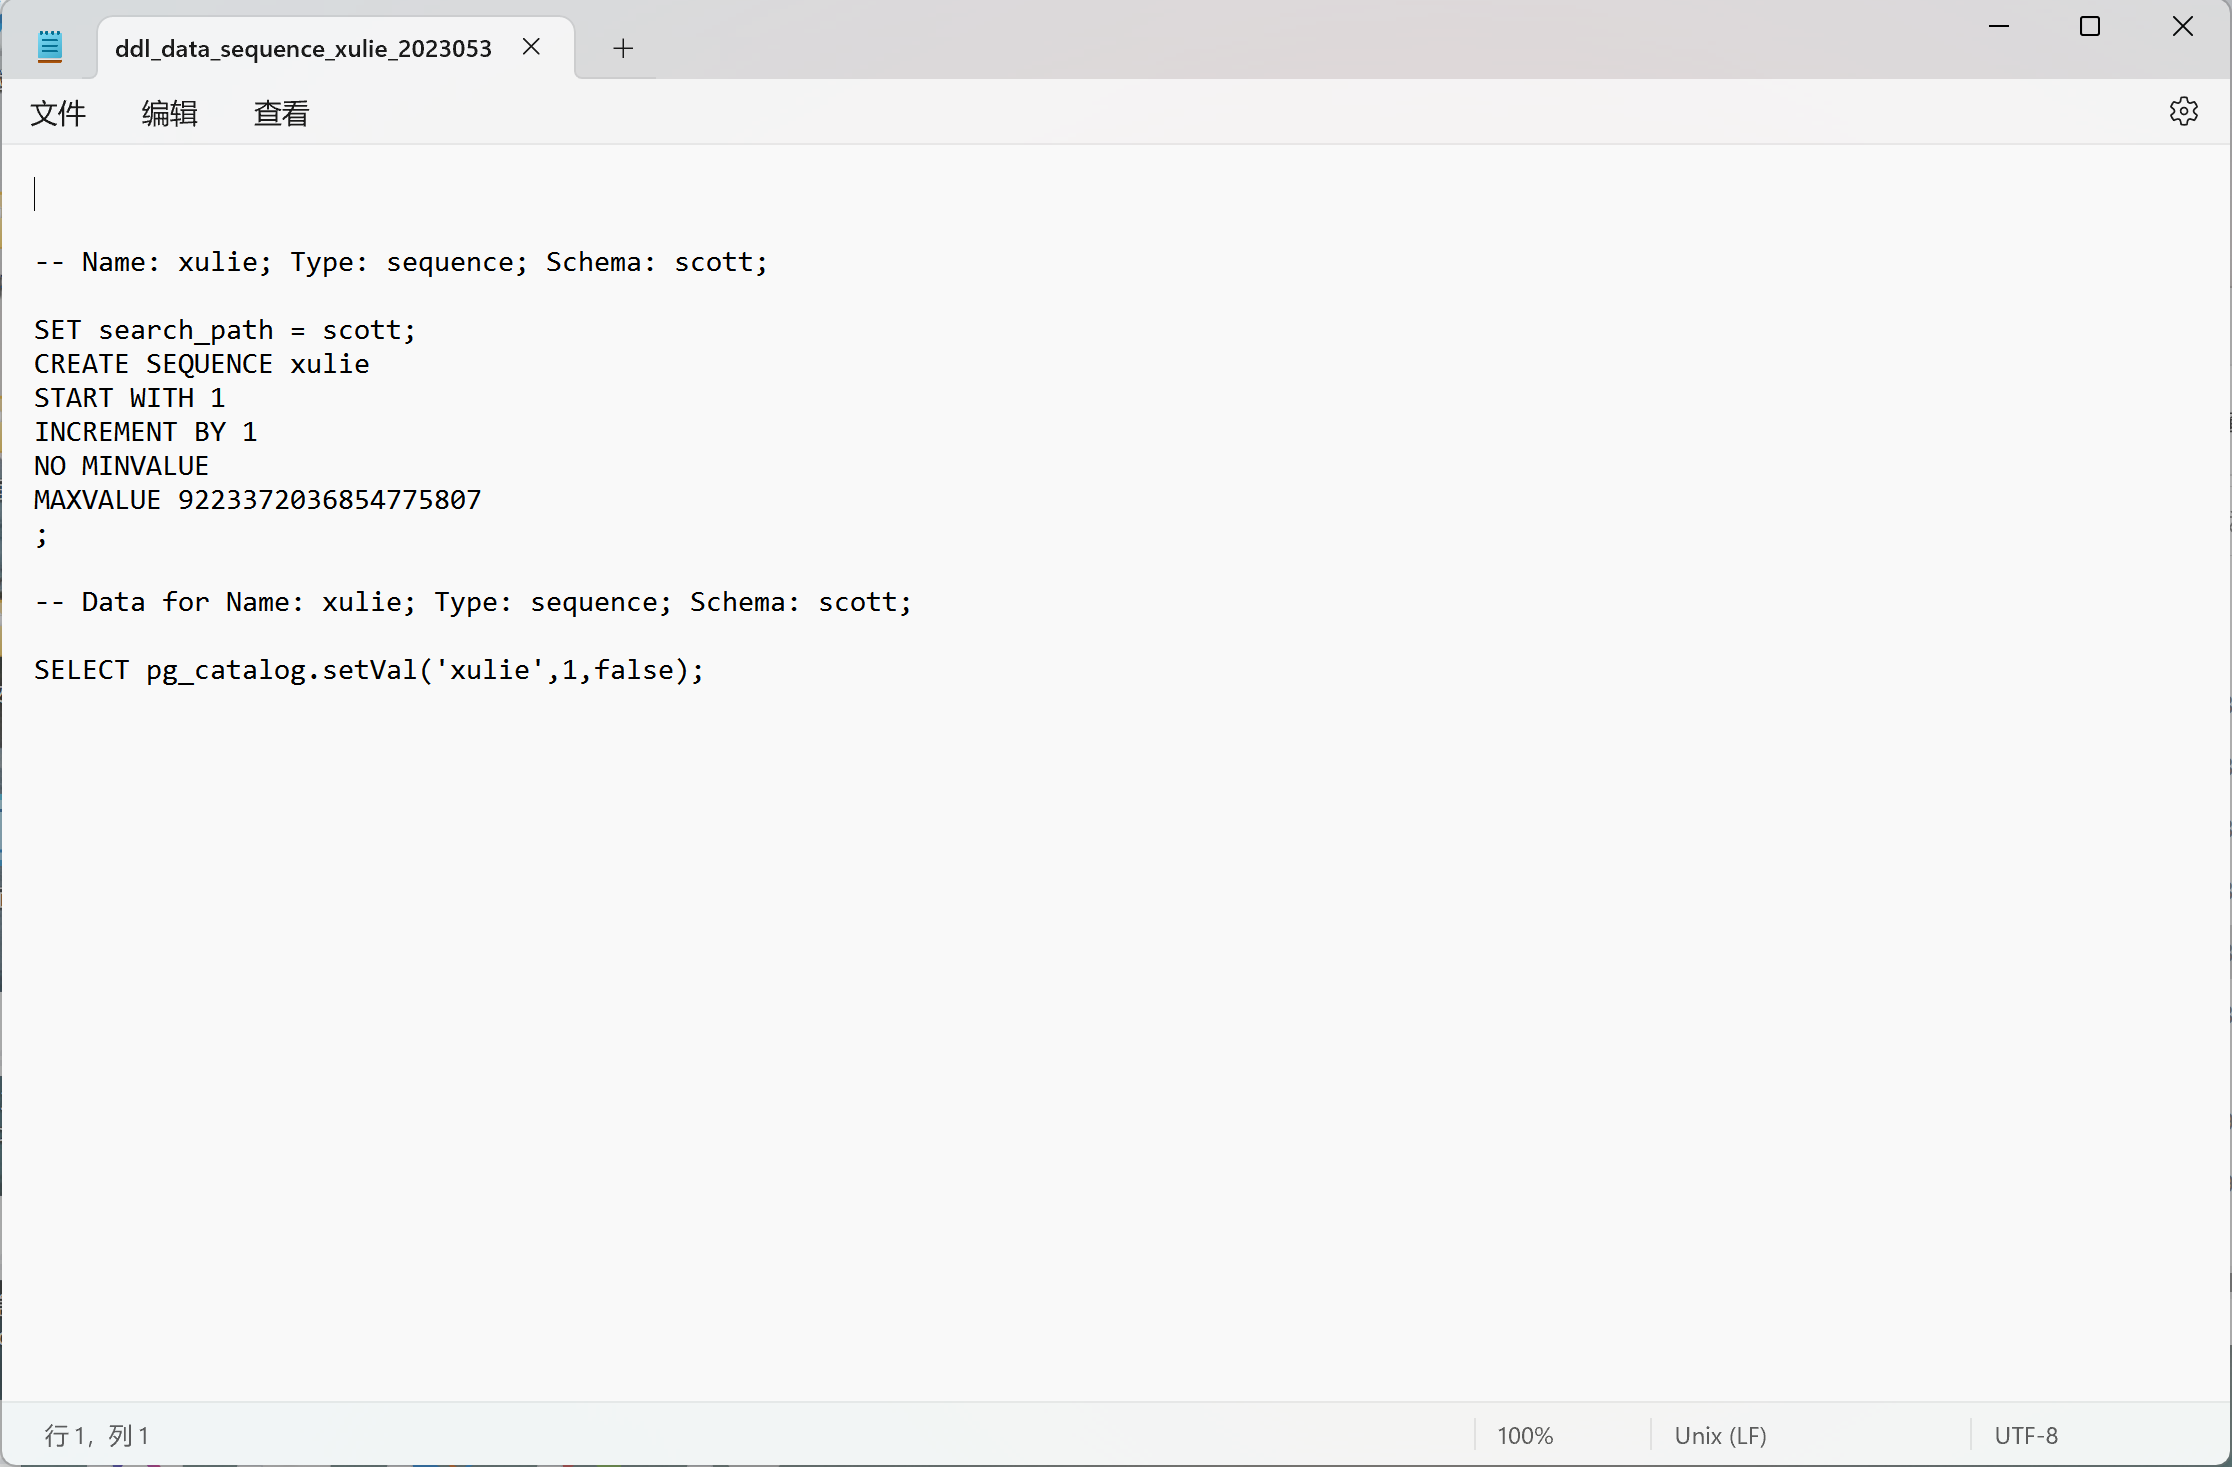 ddl_data_sequence_xulie_2023053
文件 编辑 查看
-- Name: xulie; Type: sequence; Schema: scott;
SET search_path = scott;
CREATE SEQUENCE xulie
START WITH 1
INCREMENT BY 1
NO MINVALUE
MAXVALUE 9223372036854775807
;
-- Data for Name: xulie; Type: sequence; Schema: scott;
SELECT pg_catalog.setVal('xulie',1,false);
行 1, 列 1 100% Unix (LF) UTF-8